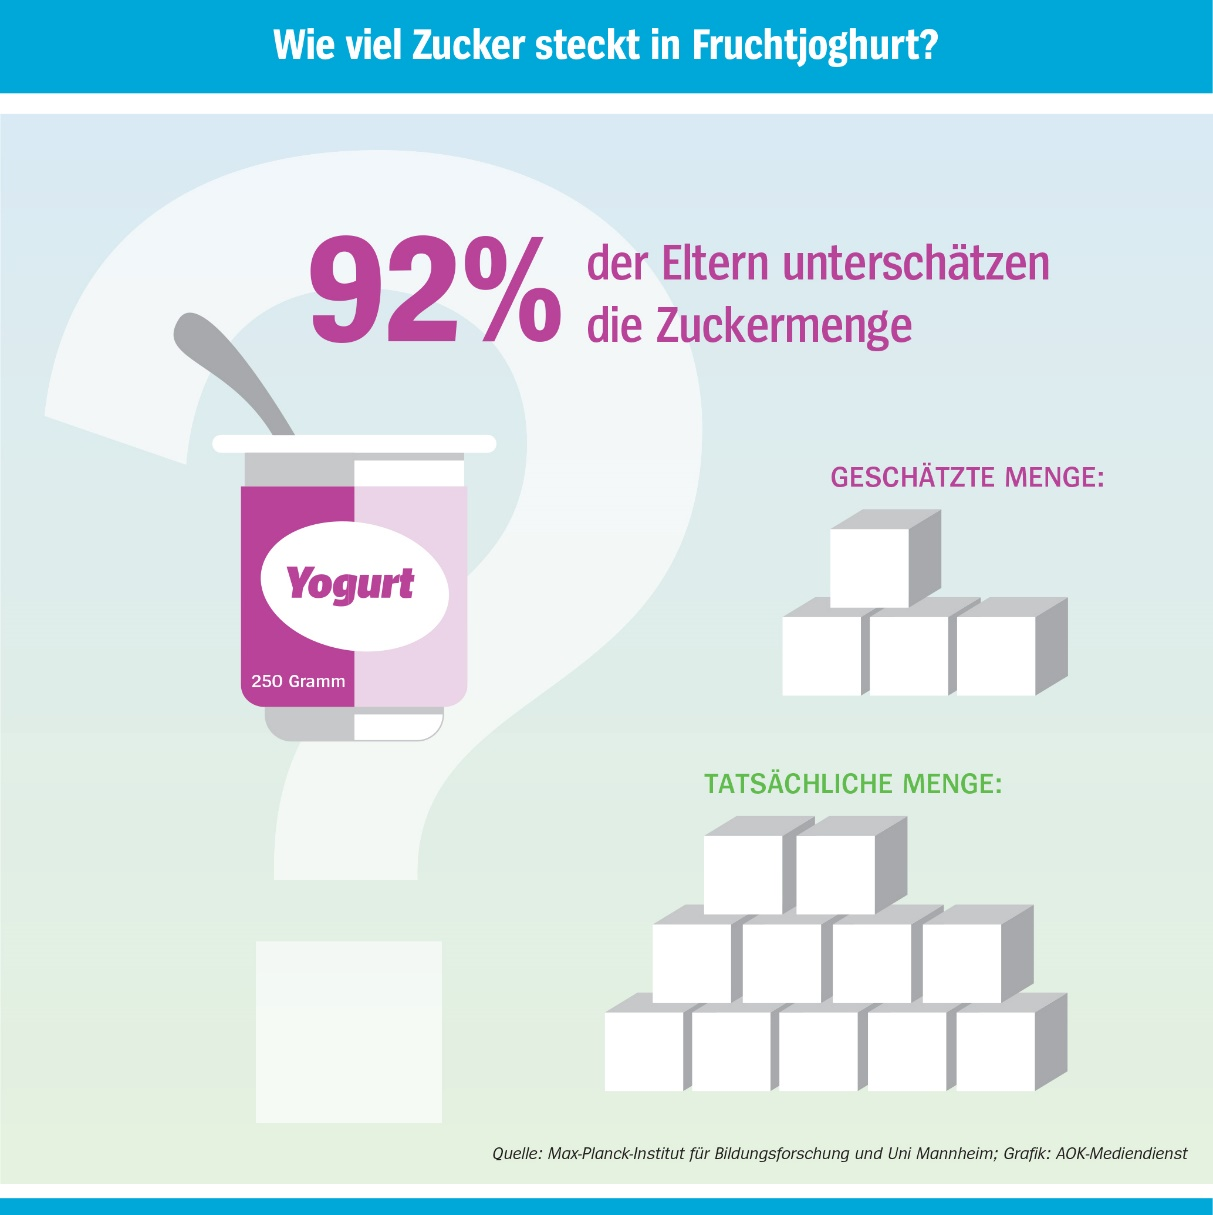 Wie viel Zucker steckt in Fruchtjoghurt?
92% der Eltern unterschätzen
die Zuckermenge
GESCHÄTZTE MENGE:
Yogurt
250 Gramm
TATSÄCHLICHE MENGE:
Quelle: Max-Planck-Institut für Bildungsforschung und Uni Mannheim; Grafik: AOK-Mediendienst